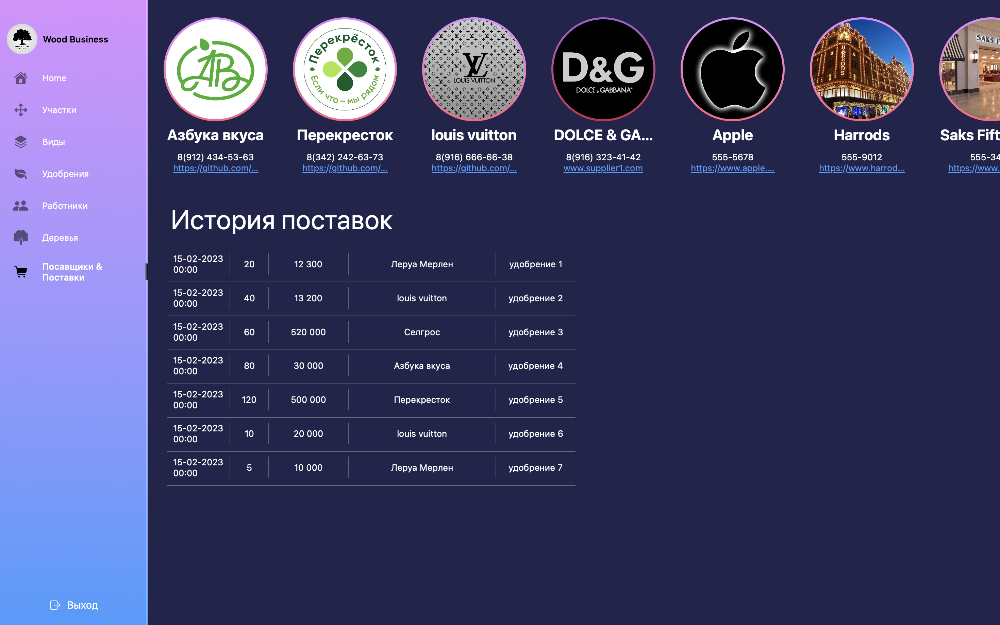 Wood Business
Home
Участки
Виды
Удобрения
Работники
Деревья
Посавщики &
Поставки
Выход
АВ
Перекрёсток
Если что – мы рядом
LV
LOUIS VUITTON
D&G
DOLCE & GABBANA
HARRODS
SAKS
Азбука вкуса
8(912) 434-53-63
https://github.com/...
Перекресток
8(342) 242-63-73
https://github.com/...
louis vuitton
8(916) 666-66-38
https://github.com/...
DOLCE & GA...
8(916) 323-41-42
www.supplier1.com
Apple
555-5678
https://www.apple....
Harrods
555-9012
https://www.harrod...
Saks Fift
555-34
https://www.
История поставок
15-02-2023
00:00
20
12 300
Леруа Мерлен
удобрение 1
15-02-2023
00:00
40
13 200
louis vuitton
удобрение 2
15-02-2023
00:00
60
520 000
Селгрос
удобрение 3
15-02-2023
00:00
80
30 000
Азбука вкуса
удобрение 4
15-02-2023
00:00
120
500 000
Перекресток
удобрение 5
15-02-2023
00:00
10
20 000
louis vuitton
удобрение 6
15-02-2023
00:00
5
10 000
Леруа Мерлен
удобрение 7